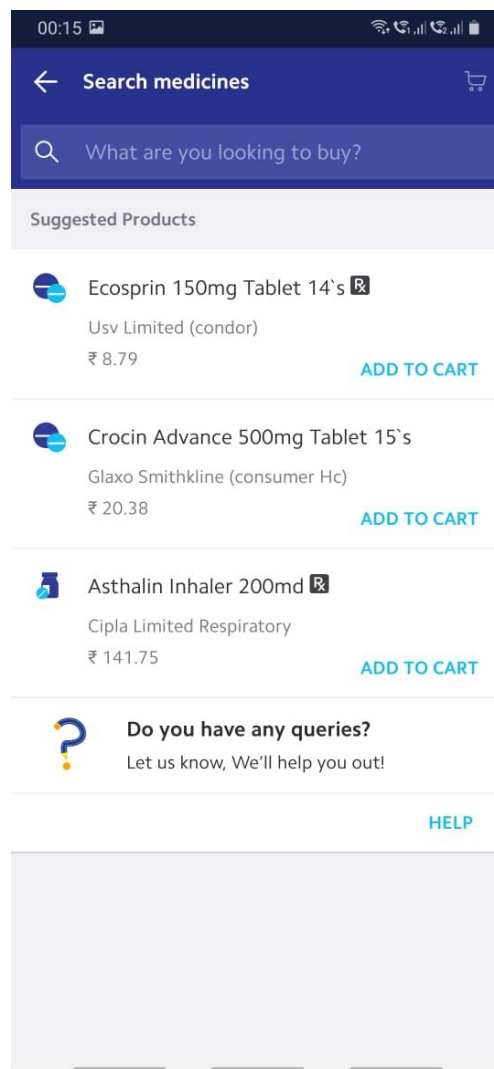 00:15
Search medicines
What are you looking to buy?
Suggested Products
Ecosprin 150mg Tablet 14`s Rx
Usv Limited (condor)
₹ 8.79
ADD TO CART
Crocin Advance 500mg Tablet 15`s
Glaxo Smithkline (consumer Hc)
₹ 20.38
ADD TO CART
Asthalin Inhaler 200md Rx
Cipla Limited Respiratory
₹ 141.75
ADD TO CART
Do you have any queries?
Let us know, We’ll help you out!
HELP